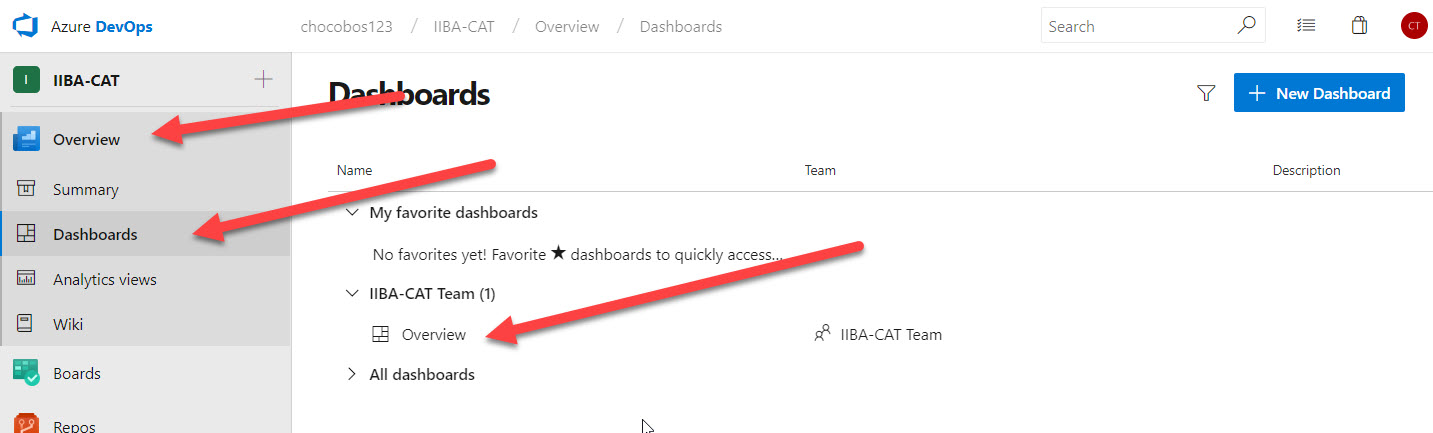 Azure DevOps
chocobos123 / IIBA-CAT / Overview / Dashboards
Search
CT
I IIBA-CAT
Overview
Summary
Dashboards
Analytics views
Wiki
Boards
Repos
Dashboards
New Dashboard
Name Team Description
My favorite dashboards
No favorites yet! Favorite ★ dashboards to quickly access...
IIBA-CAT Team (1)
Overview IIBA-CAT Team
All dashboards